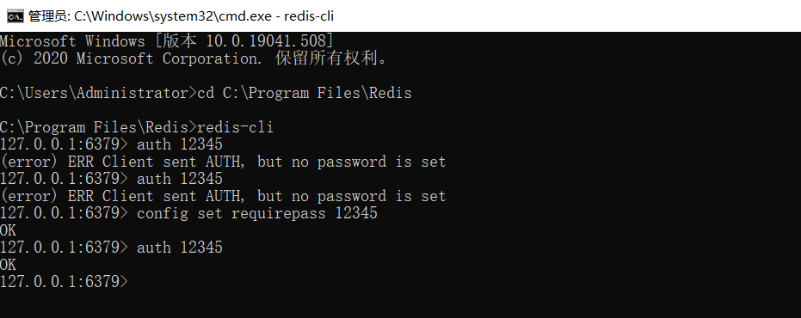 管理员: C:\Windows\system32\cmd.exe - redis-cli
Microsoft Windows [版本 10.0.19041.508]
(c) 2020 Microsoft Corporation. 保留所有权利。
C:\Users\Administrator>cd C:\Program Files\Redis
C:\Program Files\Redis>redis-cli
127.0.0.1:6379> auth 12345
(error) ERR Client sent AUTH, but no password is set
127.0.0.1:6379> auth 12345
(error) ERR Client sent AUTH, but no password is set
127.0.0.1:6379> config set requirepass 12345
OK
127.0.0.1:6379> auth 12345
OK
127.0.0.1:6379>